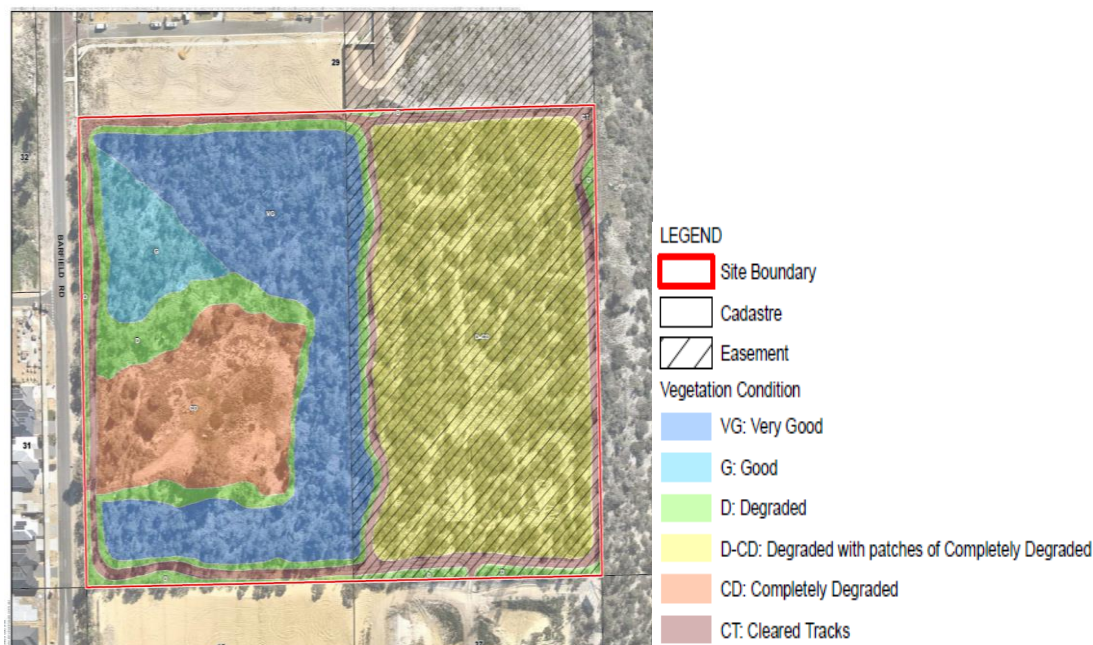 29
32
VG
G
BARFIELD RD
D
D-CD
CD
31
LEGEND
Site Boundary
Cadastre
Easement
Vegetation Condition
VG: Very Good
G: Good
D: Degraded
D-CD: Degraded with patches of Completely Degraded
CD: Completely Degraded
CT: Cleared Tracks